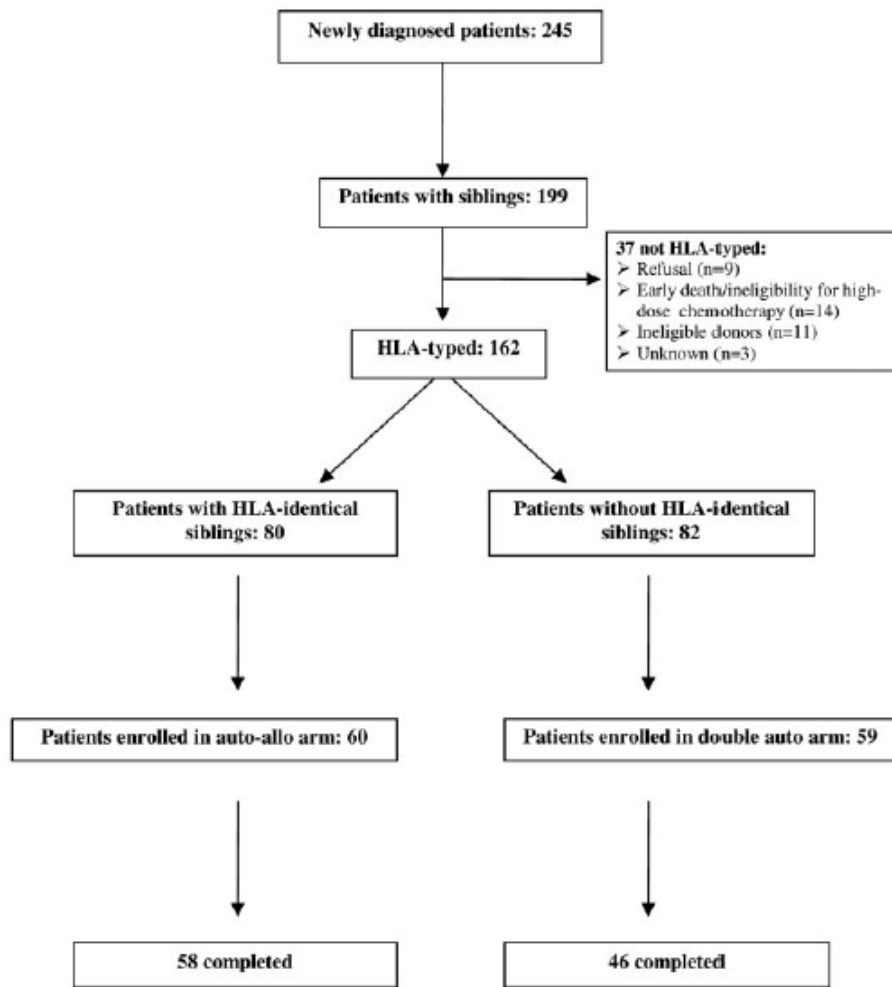 Newly diagnosed patients: 245
Patients with siblings: 199
37 not HLA-typed:
➢ Refusal (n=9)
➢ Early death/ineligibility for high-
dose chemotherapy (n=14)
➢ Ineligible donors (n=11)
➢ Unknown (n=3)
HLA-typed: 162
Patients with HLA-identical
siblings: 80
Patients without HLA-identical
siblings: 82
Patients enrolled in auto-allo arm: 60
Patients enrolled in double auto arm: 59
58 completed
46 completed